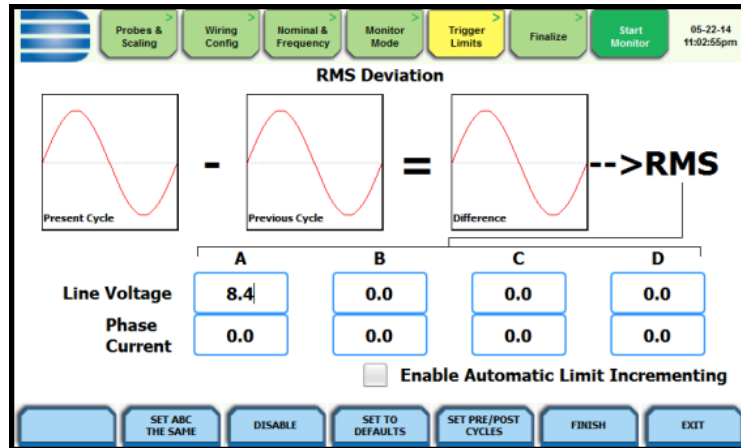 Probes & Scaling
Wiring Config
Nominal & Frequency
Monitor Mode
Trigger Limits
Finalize
Start Monitor
05-22-14
11:02:55pm
> > > > > >
RMS Deviation
Present Cycle
-
Previous Cycle
=
Difference
-->RMS
A B C D
Line Voltage 8.4 0.0 0.0 0.0
Phase Current 0.0 0.0 0.0 0.0
Enable Automatic Limit Incrementing
SET ABC THE SAME
DISABLE
SET TO DEFAULTS
SET PRE/POST CYCLES
FINISH
EXIT